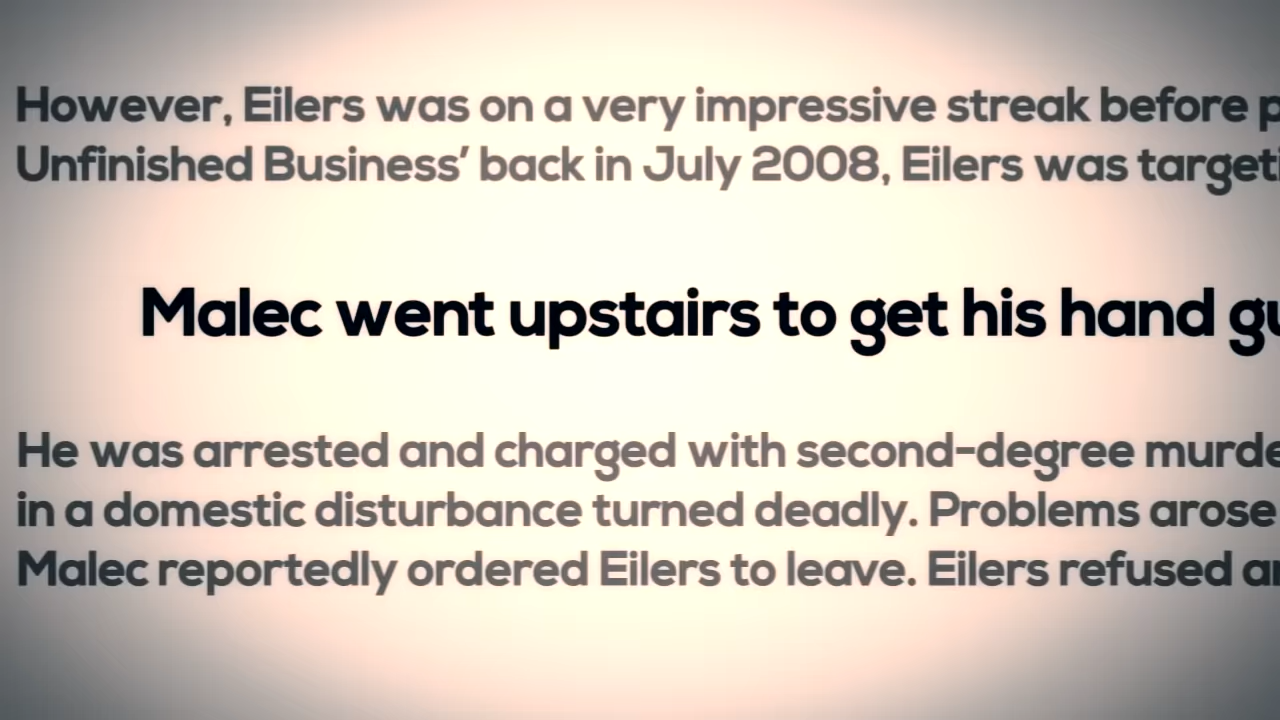 However, Eilers was on a very impressive streak before
Unfinished Business’ back in July 2008, Eilers was
Malec went upstairs to get his hand
He was arrested and charged with second-degree
in a domestic disturbance turned deadly. Problems arose
Malec reportedly ordered Eilers to leave. Eilers refused